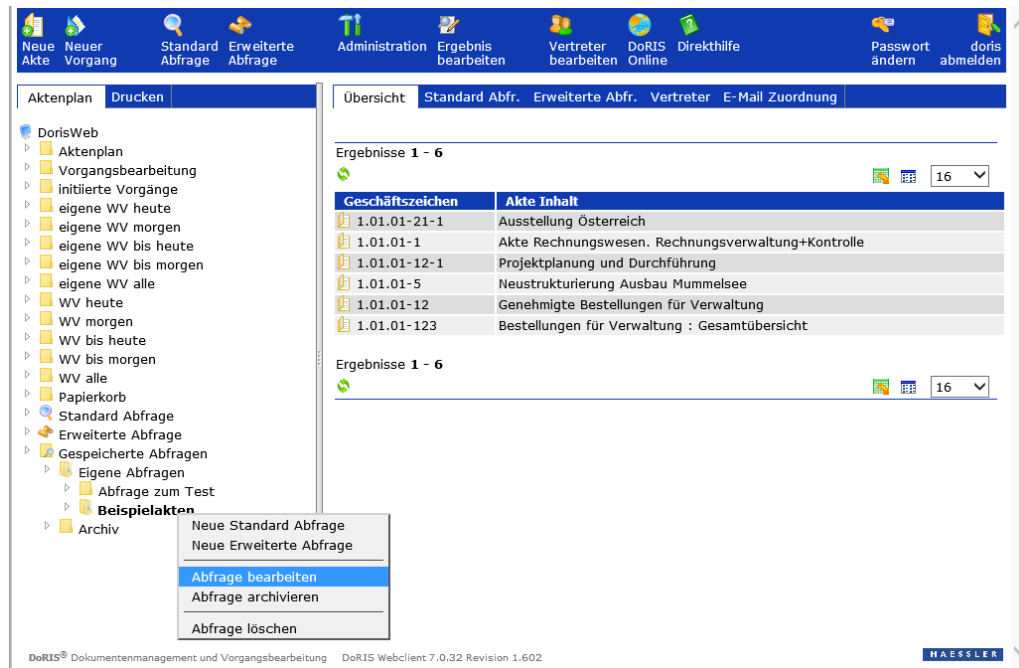 Neue Akte
Neuer Vorgang
Standard Abfrage
Erweiterte Abfrage
Administration
Ergebnis bearbeiten
Vertreter bearbeiten
DoRIS Online
Direkthilfe
Passwort ändern
doris abmelden
Aktenplan Drucken
DorisWeb
Aktenplan
Vorgangsbearbeitung
initiierte Vorgänge
eigene WV heute
eigene WV morgen
eigene WV bis heute
eigene WV bis morgen
eigene WV alle
WV heute
WV morgen
WV bis heute
WV bis morgen
WV alle
Papierkorb
Standard Abfrage
Erweiterte Abfrage
Gespeicherte Abfragen
Eigene Abfragen
Abfrage zum Test
Beispielakten
Archiv
Neue Standard Abfrage
Neue Erweiterte Abfrage
Abfrage bearbeiten
Abfrage archivieren
Abfrage löschen
Übersicht Standard Abfr. Erweiterte Abfr. Vertreter E-Mail Zuordnung
Ergebnisse 1 - 6
16
Geschäftszeichen Akte Inhalt
1.01.01-21-1 Ausstellung Österreich
1.01.01-1 Akte Rechnungswesen. Rechnungsverwaltung+Kontrolle
1.01.01-12-1 Projektplanung und Durchführung
1.01.01-5 Neustrukturierung Ausbau Mummelsee
1.01.01-12 Genehmigte Bestellungen für Verwaltung
1.01.01-123 Bestellungen für Verwaltung : Gesamtübersicht
Ergebnisse 1 - 6
16
DoRIS® Dokumentenmanagement und Vorgangsbearbeitung DoRIS Webclient 7.0.32 Revision 1.602
HAESSLER